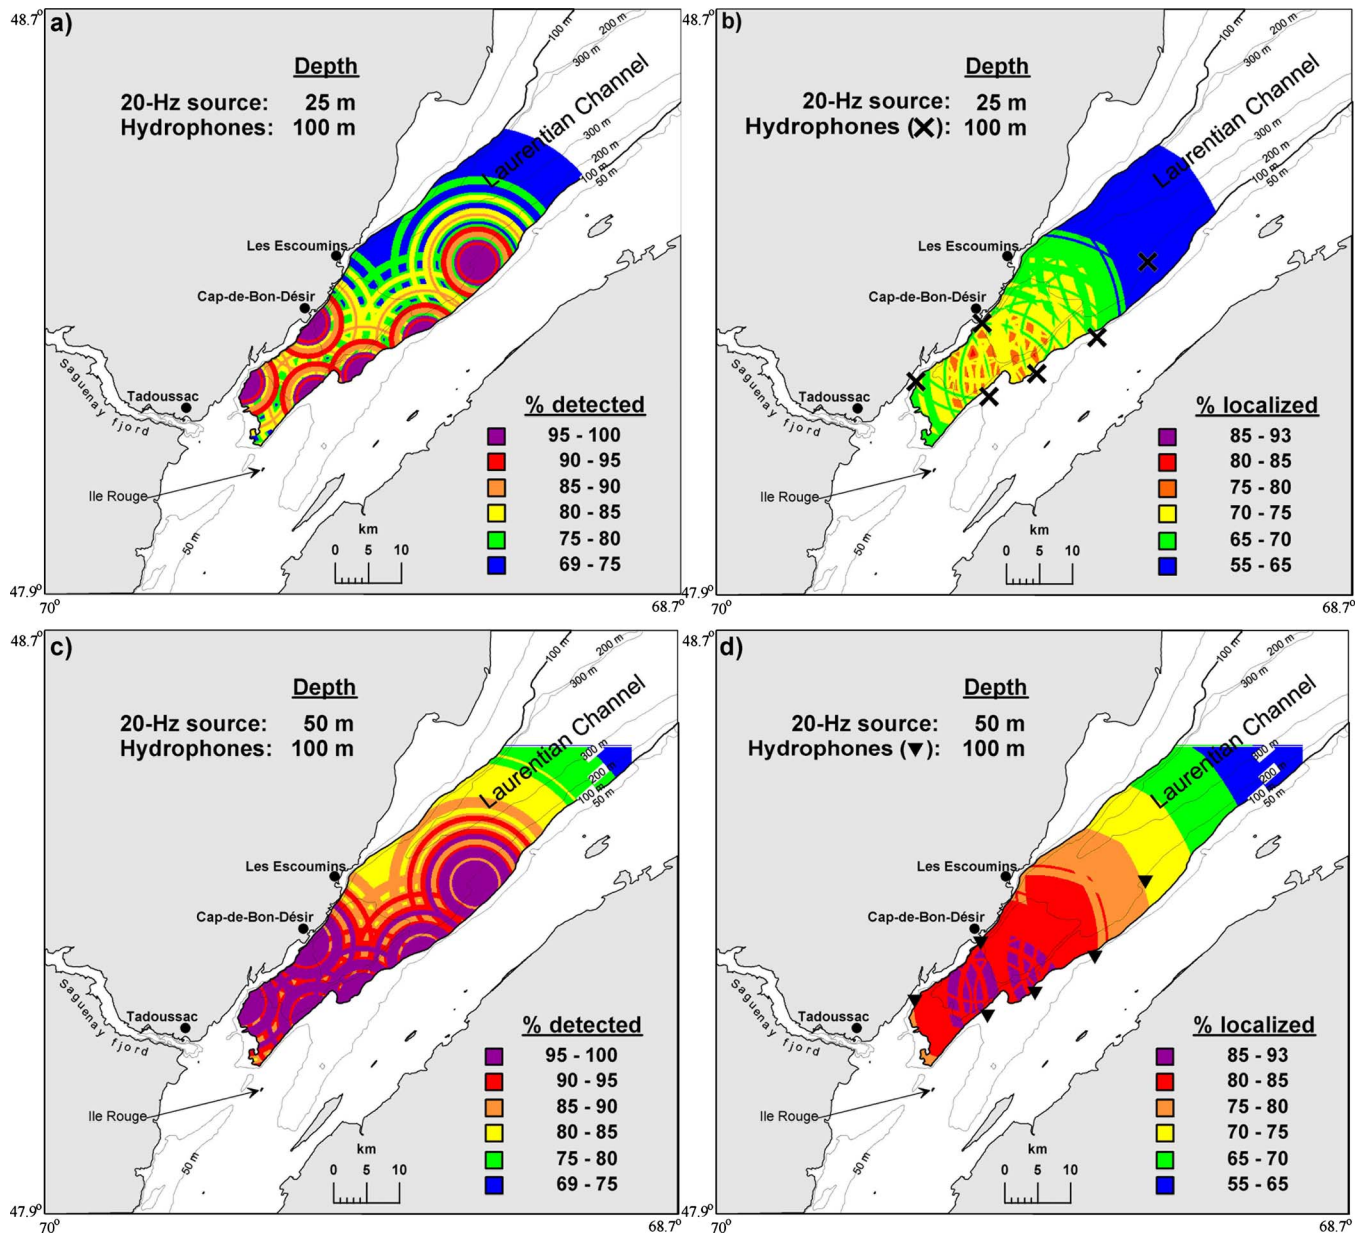 48.7°
a)
Depth
20-Hz source: 25 m
Hydrophones: 100 m
100 m
200 m
300 m
Laurentian Channel
300 m
200 m
100 m
50 m
Les Escoumins
Cap-de-Bon-Désir
Tadoussac
Saguenay fjord
Ile Rouge
50 m
km
0 5 10
% detected
95 - 100
90 - 95
85 - 90
80 - 85
75 - 80
69 - 75
47.9°
70°
68.7°
48.7°
b)
Depth
20-Hz source: 25 m
Hydrophones (X): 100 m
100 m
200 m
300 m
Laurentian Channel
300 m
200 m
100 m
50 m
Les Escoumins
Cap-de-Bon-Désir
Tadoussac
Saguenay fjord
Ile Rouge
50 m
km
0 5 10
% localized
85 - 93
80 - 85
75 - 80
70 - 75
65 - 70
55 - 65
47.9°
70°
68.7°
48.7°
c)
Depth
20-Hz source: 50 m
Hydrophones: 100 m
100 m
200 m
300 m
Laurentian Channel
300 m
200 m
100 m
50 m
Les Escoumins
Cap-de-Bon-Désir
Tadoussac
Saguenay fjord
Ile Rouge
50 m
km
0 5 10
% detected
95 - 100
90 - 95
85 - 90
80 - 85
75 - 80
69 - 75
47.9°
70°
68.7°
48.7°
d)
Depth
20-Hz source: 50 m
Hydrophones (▼): 100 m
100 m
200 m
300 m
Laurentian Channel
300 m
200 m
100 m
50 m
Les Escoumins
Cap-de-Bon-Désir
Tadoussac
Saguenay fjord
Ile Rouge
50 m
km
0 5 10
% localized
85 - 93
80 - 85
75 - 80
70 - 75
65 - 70
55 - 65
47.9°
70°
68.7°